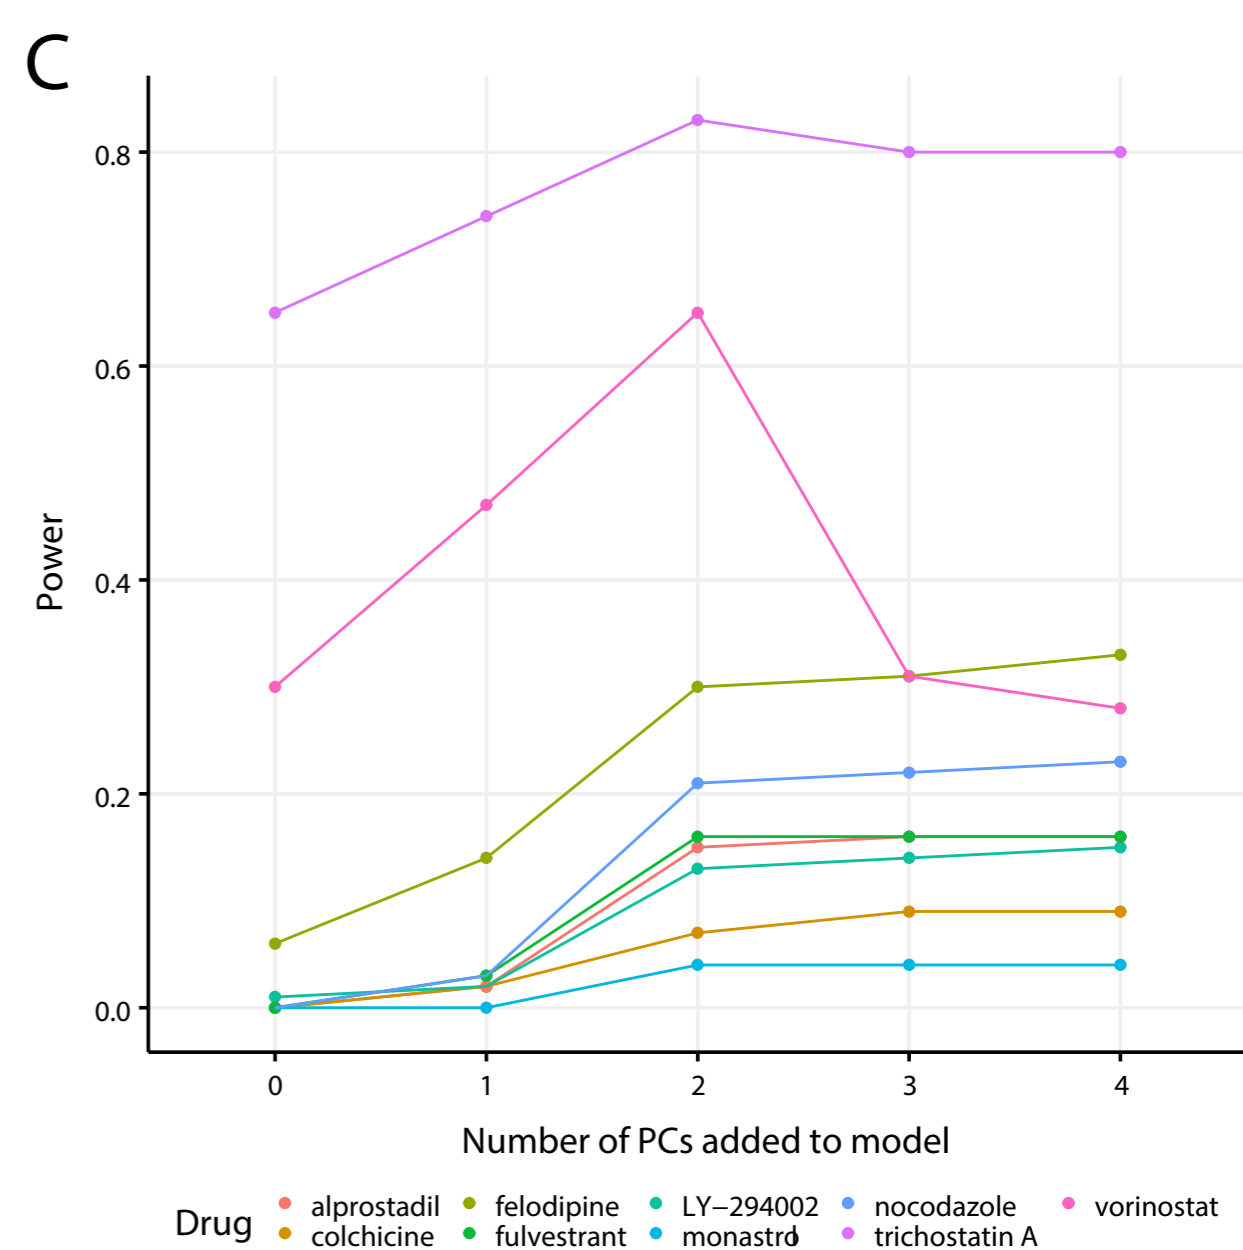 C
0.8
0.6
0.4
0.2
0.0
Power
0 1 2 3 4
Number of PCs added to model
Drug
alprostadil felodipine LY−294002 nocodazole vorinostat
colchicine fulvestrant monastrol trichostatin A